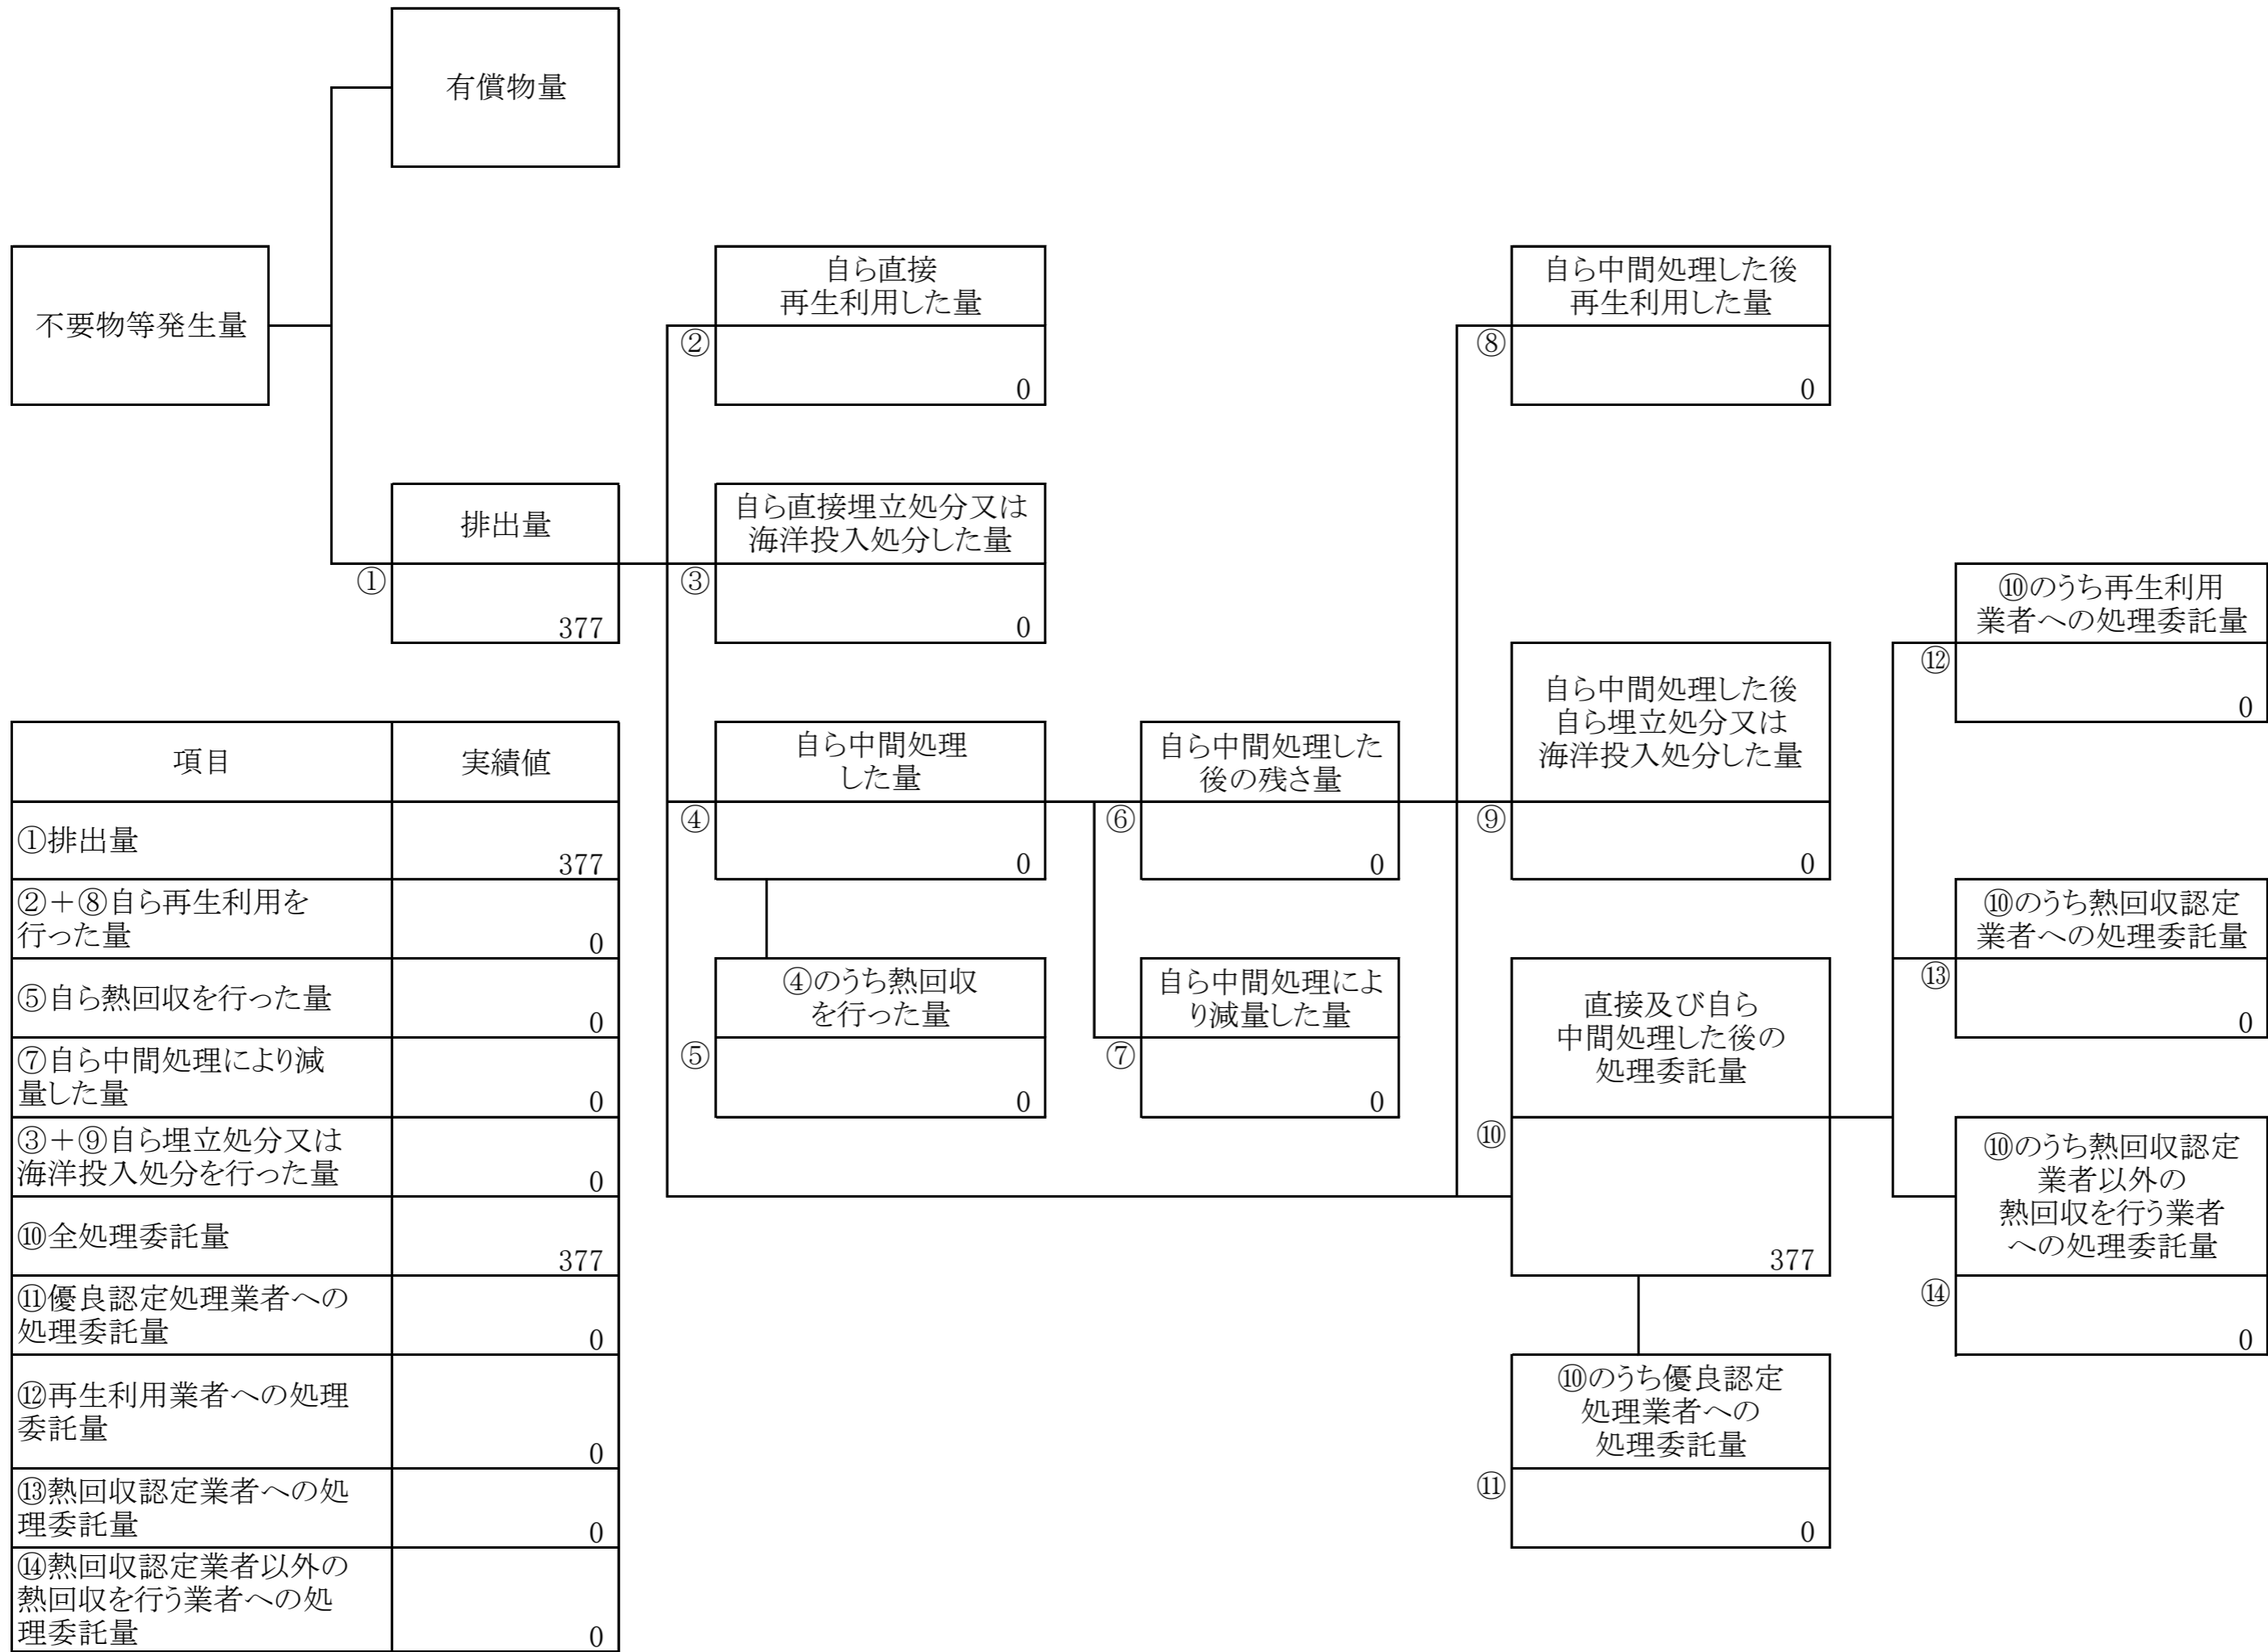 有償物量
不要物等発生量
自ら直接
再生利用した量
②
0
自ら中間処理した後
再生利用した量
⑧
0
排出量
①
377
自ら直接埋立処分又は
海洋投入処分した量
③
0
⑩のうち再生利用
業者への処理委託量
⑫
0
自ら中間処理
した量
④
0
自ら中間処理した
後の残さ量
⑥
0
自ら中間処理した後
自ら埋立処分又は
海洋投入処分した量
⑨
0
⑩のうち熱回収認定
業者への処理委託量
⑬
0
④のうち熱回収
を行った量
⑤
0
自ら中間処理によ
り減量した量
⑦
0
直接及び自ら
中間処理した後の
処理委託量
⑩
377
⑩のうち熱回収認定
業者以外の
熱回収を行う業者
への処理委託量
⑭
0
⑩のうち優良認定
処理業者への
処理委託量
⑪
0
項目 実績値
①排出量
377
②＋⑧自ら再生利用を
行った量
0
⑤自ら熱回収を行った量
0
⑦自ら中間処理により減
量した量
0
③＋⑨自ら埋立処分又は
海洋投入処分を行った量
0
⑩全処理委託量
377
⑪優良認定処理業者への
処理委託量
0
⑫再生利用業者への処理
委託量
0
⑬熱回収認定業者への処
理委託量
0
⑭熱回収認定業者以外の
熱回収を行う業者への処
理委託量
0